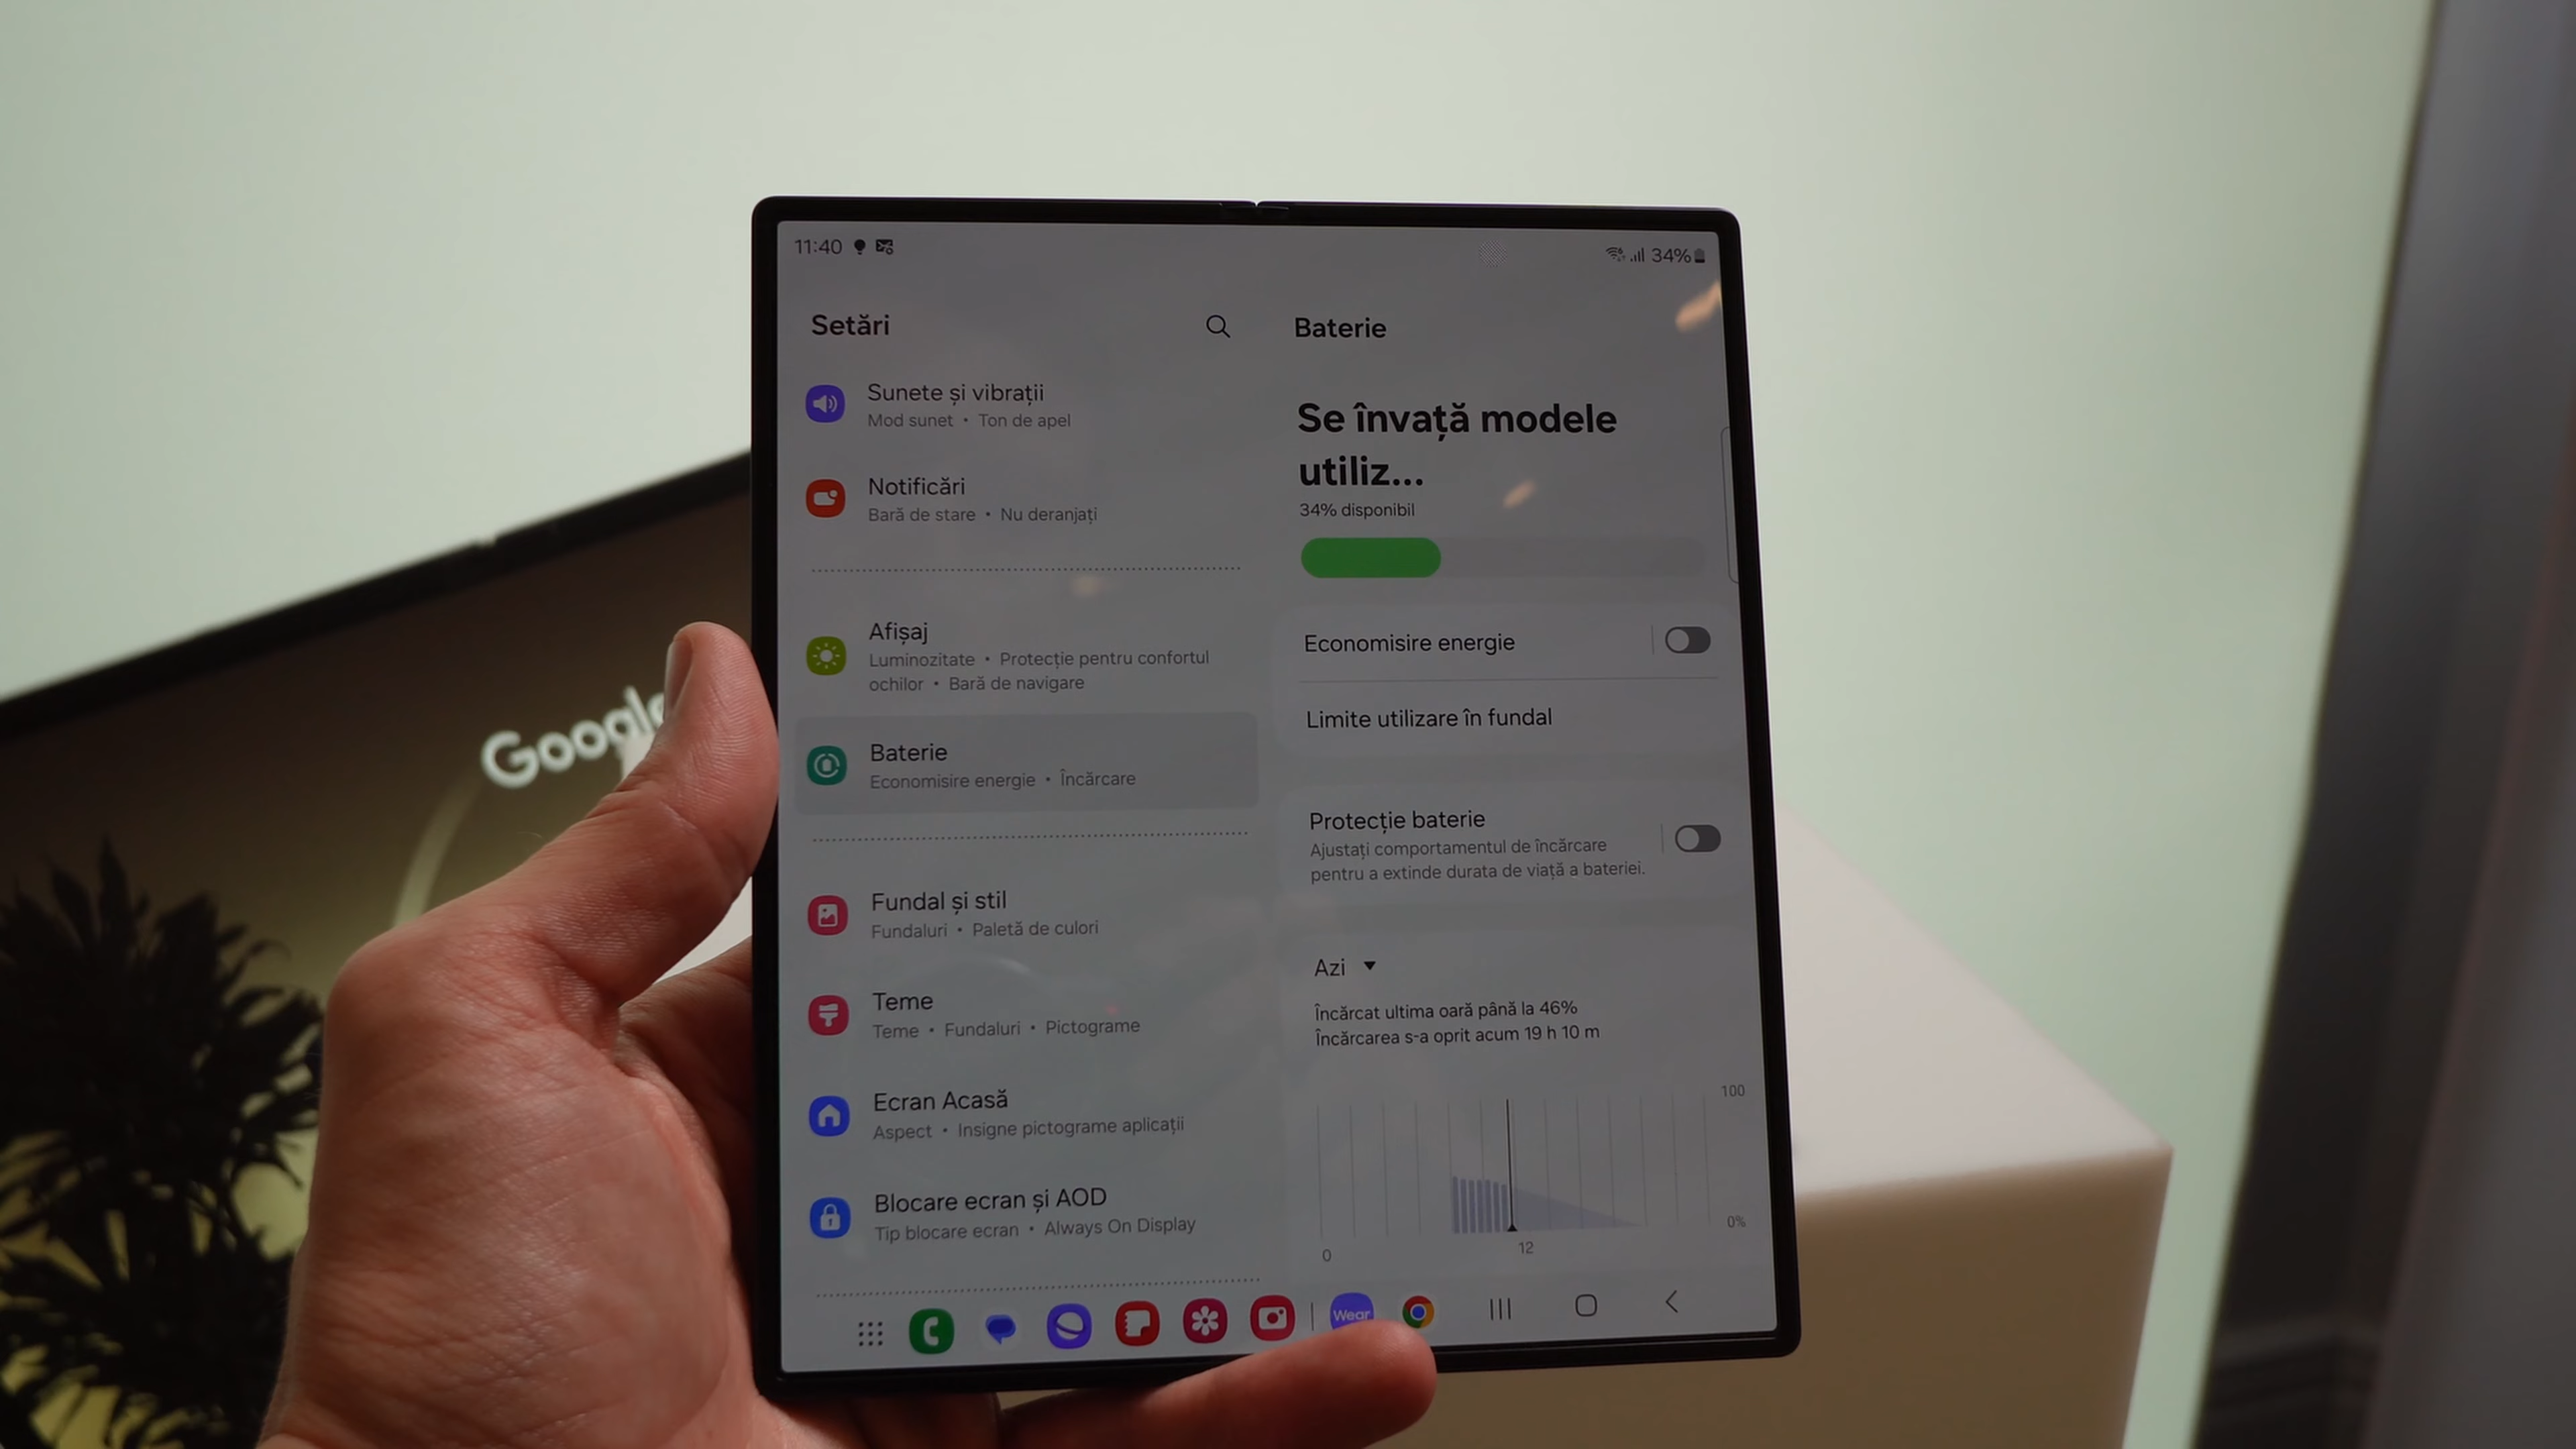 11:40
34%
Setări
Sunete și vibrații
Mod sunet • Ton de apel
Notificări
Bară de stare • Nu deranjați
Afișaj
Luminozitate • Protecție pentru confortul
ochilor • Bară de navigare
Baterie
Economisire energie • Încărcare
Fundal și stil
Fundaluri • Paletă de culori
Teme
Teme • Fundaluri • Pictograme
Ecran Acasă
Aspect • Insigne pictograme aplicații
Blocare ecran și AOD
Tip blocare ecran • Always On Display
Baterie
Se învață modele
utiliz...
34% disponibil
Economisire energie
Limite utilizare în fundal
Protecție baterie
Ajustați comportamentul de încărcare
pentru a extinde durata de viață a bateriei.
Azi
Încărcat ultima oară până la 46%
Încărcarea s-a oprit acum 19 h 10 m
100
0%
0
12
Wear
Google